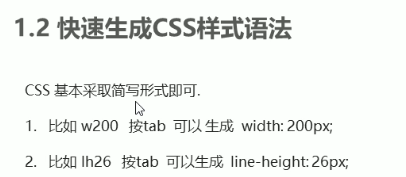 1.2 快速生成CSS样式语法
CSS 基本采取简写形式即可.
1. 比如 w200 按tab 可以 生成 width: 200px;
2. 比如 lh26 按tab 可以生成 line-height: 26px;